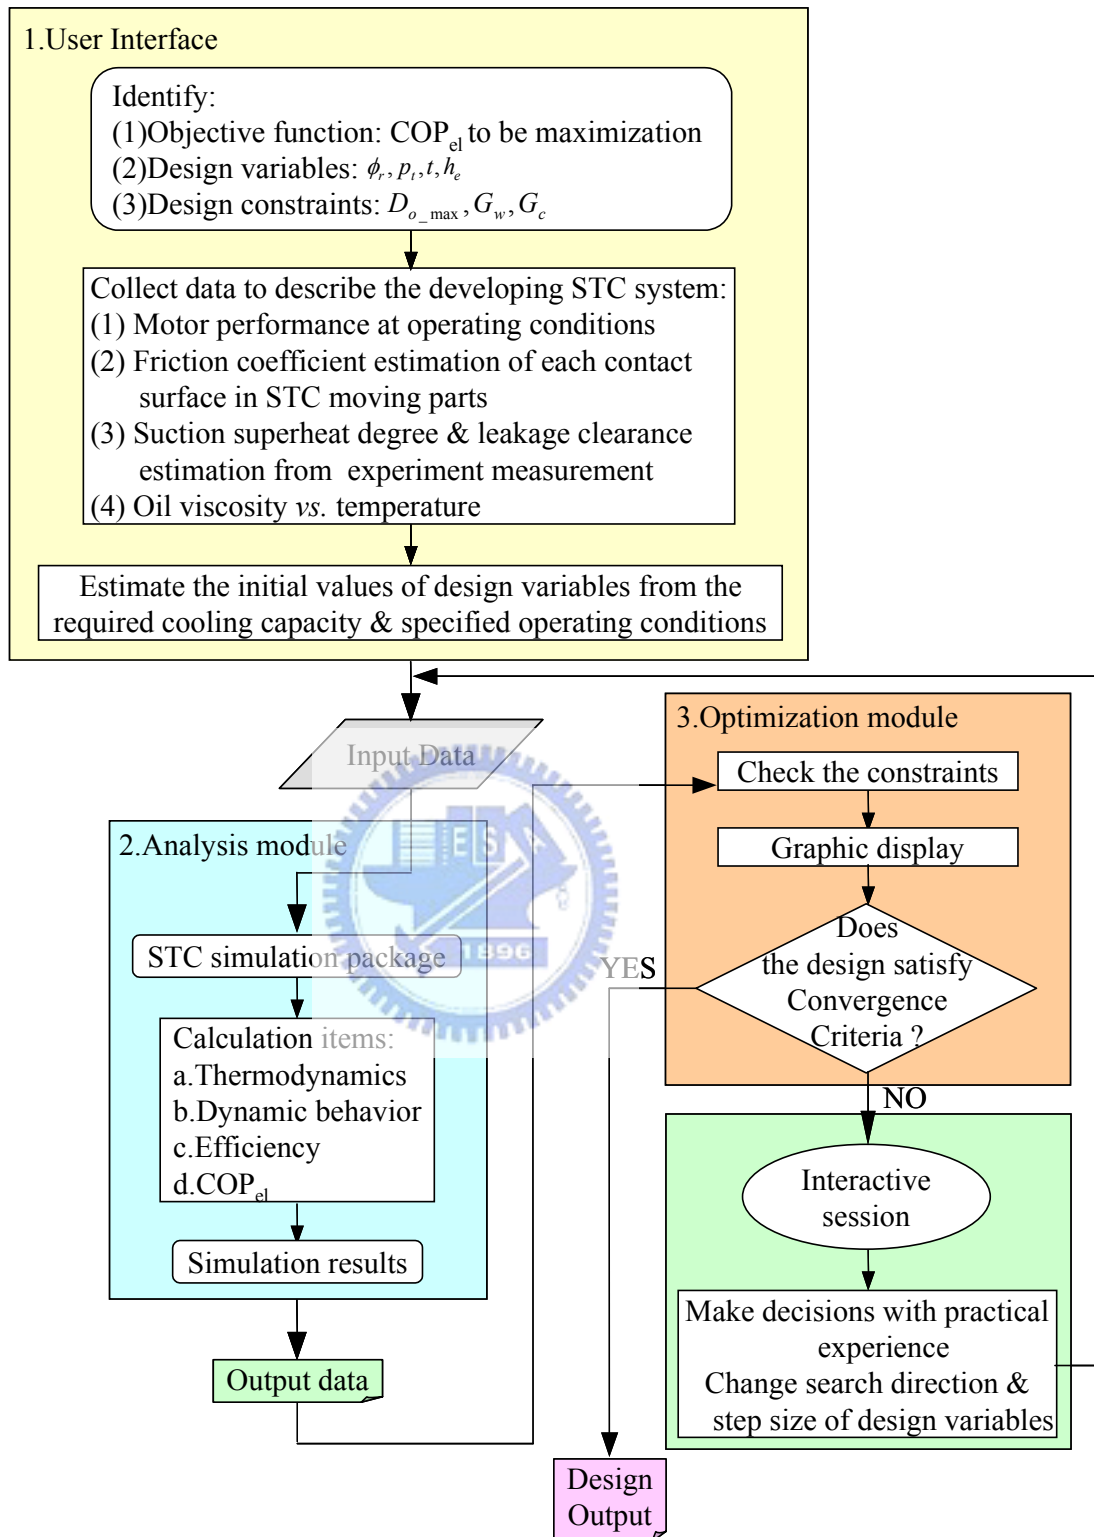 1.User Interface
Identify:
(1)Objective function: COPel to be maximization
(2)Design variables: ϕr, pt, t, he
(3)Design constraints: Do_max, Gw, Gc
Collect data to describe the developing STC system:
(1) Motor performance at operating conditions
(2) Friction coefficient estimation of each contact
surface in STC moving parts
(3) Suction superheat degree & leakage clearance
estimation from experiment measurement
(4) Oil viscosity vs. temperature
Estimate the initial values of design variables from the
required cooling capacity & specified operating conditions
Input Data
2.Analysis module
STC simulation package
Calculation items:
a.Thermodynamics
b.Dynamic behavior
c.Efficiency
d.COPel
Simulation results
Output data
3.Optimization module
Check the constraints
Graphic display
Does
the design satisfy
Convergence
Criteria ?
YES
NO
Interactive
session
Make decisions with practical
experience
Change search direction &
step size of design variables
Design
Output
E S
1896